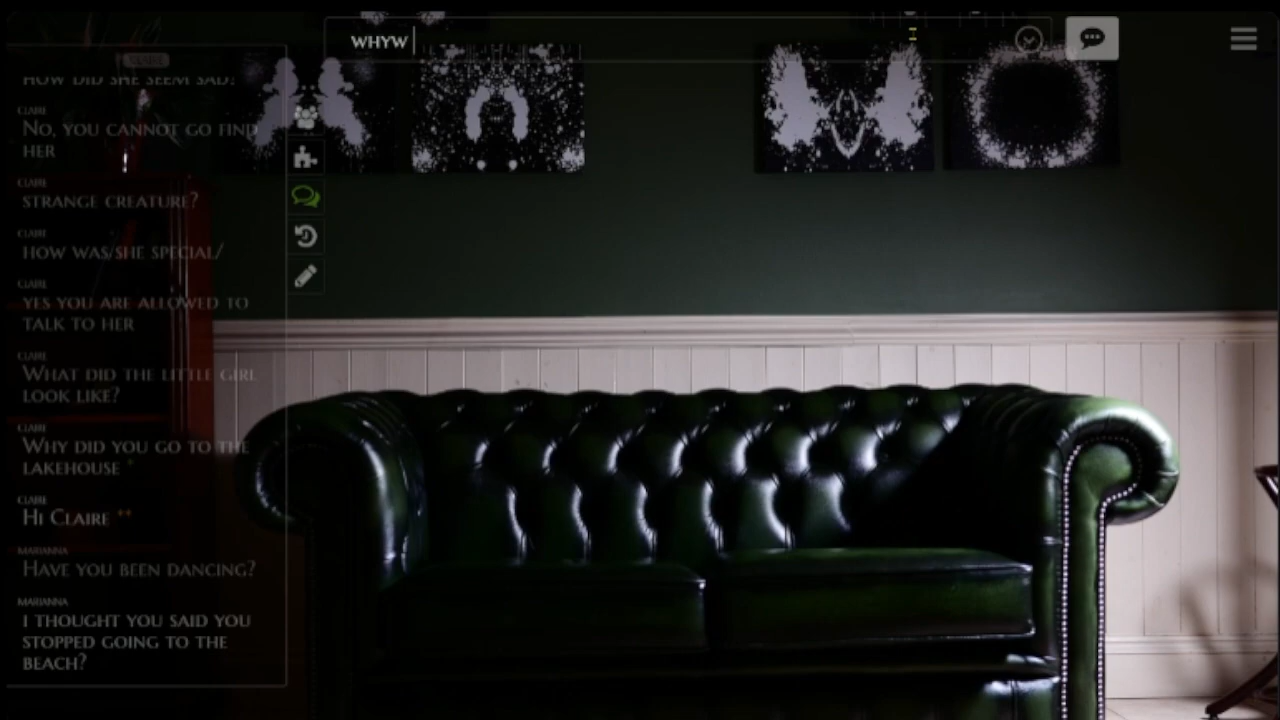 WHYW
CLAIRE
HOW DID SHE SEEM SAD?
CLAIRE
NO, YOU CANNOT GO FIND
HER
CLAIRE
STRANGE CREATURE?
CLAIRE
HOW WAS/SHE SPECIAL/
CLAIRE
YES YOU ARE ALLOWED TO
TALK TO HER
CLAIRE
WHAT DID THE LITTLE GIRL
LOOK LIKE?
CLAIRE
WHY DID YOU GO TO THE
LAKEHOUSE *
CLAIRE
HI CLAIRE **
MARIANNA
HAVE YOU BEEN DANCING?
MARIANNA
I THOUGHT YOU SAID YOU
STOPPED GOING TO THE
BEACH?